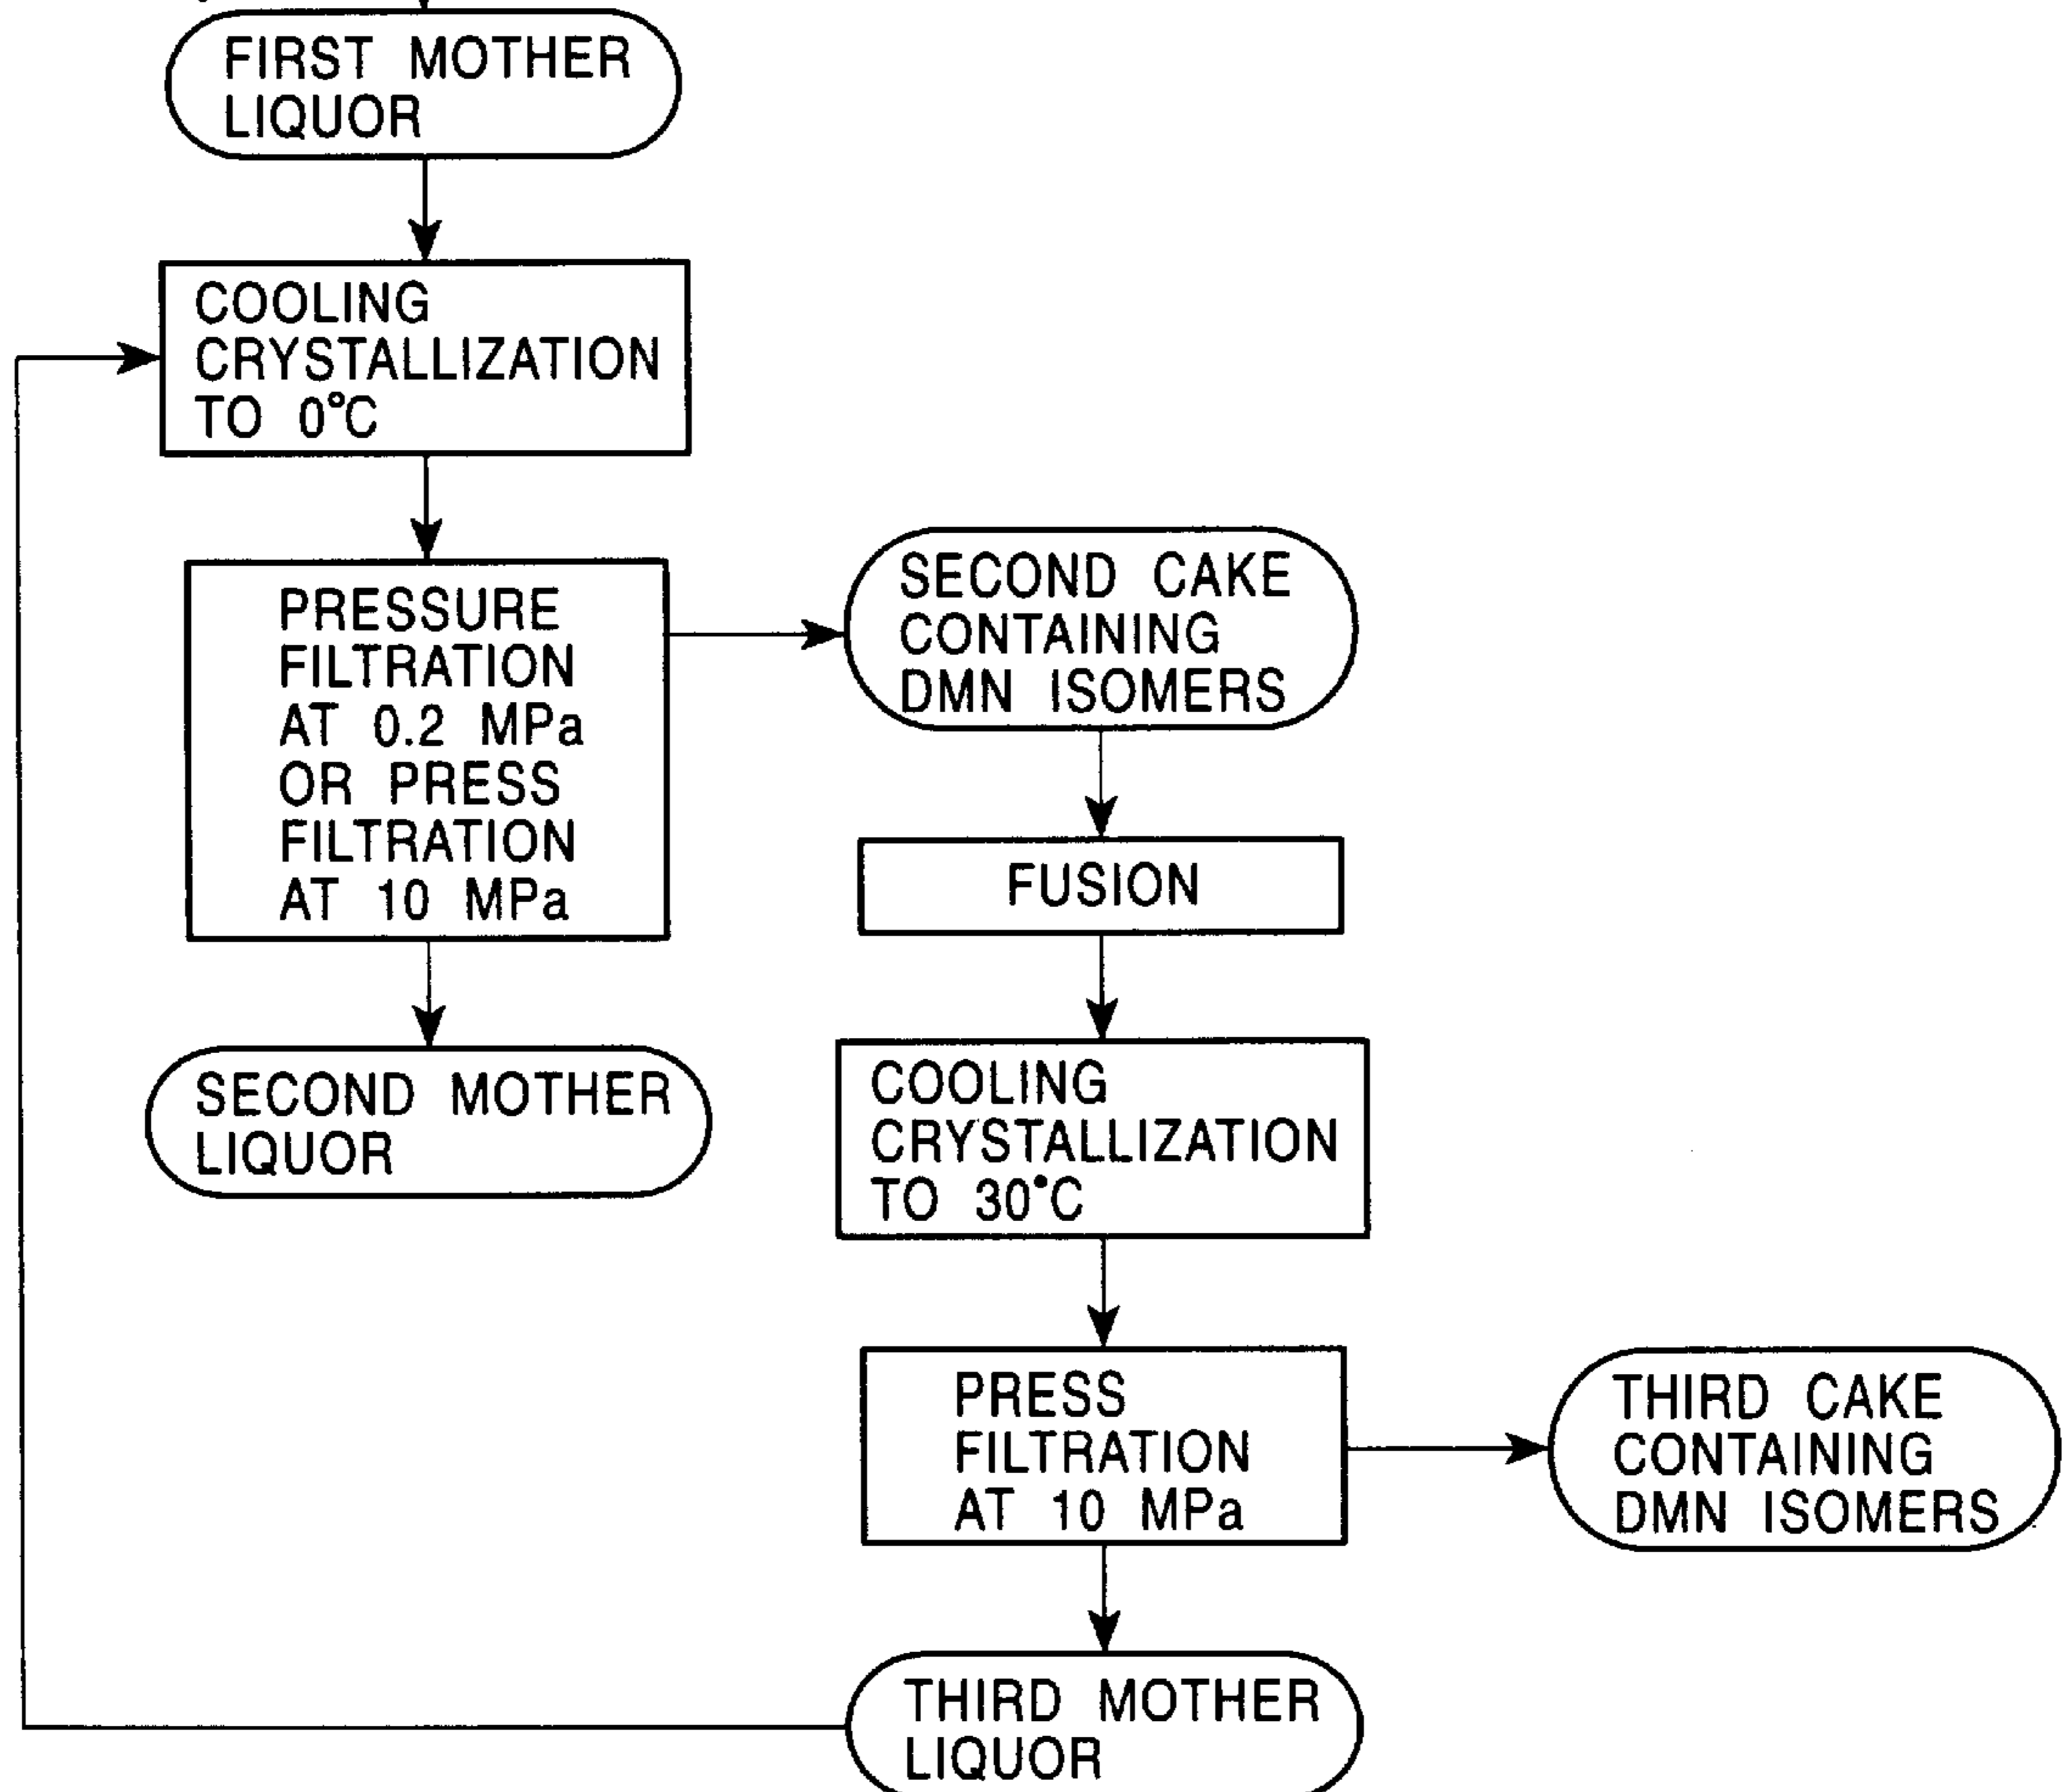 FIRST MOTHER
LIQUOR
COOLING
CRYSTALLIZATION
TO 0°C
PRESSURE
FILTRATION
AT 0.2 MPa
OR PRESS
FILTRATION
AT 10 MPa
SECOND CAKE
CONTAINING
DMN ISOMERS
FUSION
SECOND MOTHER
LIQUOR
COOLING
CRYSTALLIZATION
TO 30°C
PRESS
FILTRATION
AT 10 MPa
THIRD CAKE
CONTAINING
DMN ISOMERS
THIRD MOTHER
LIQUOR